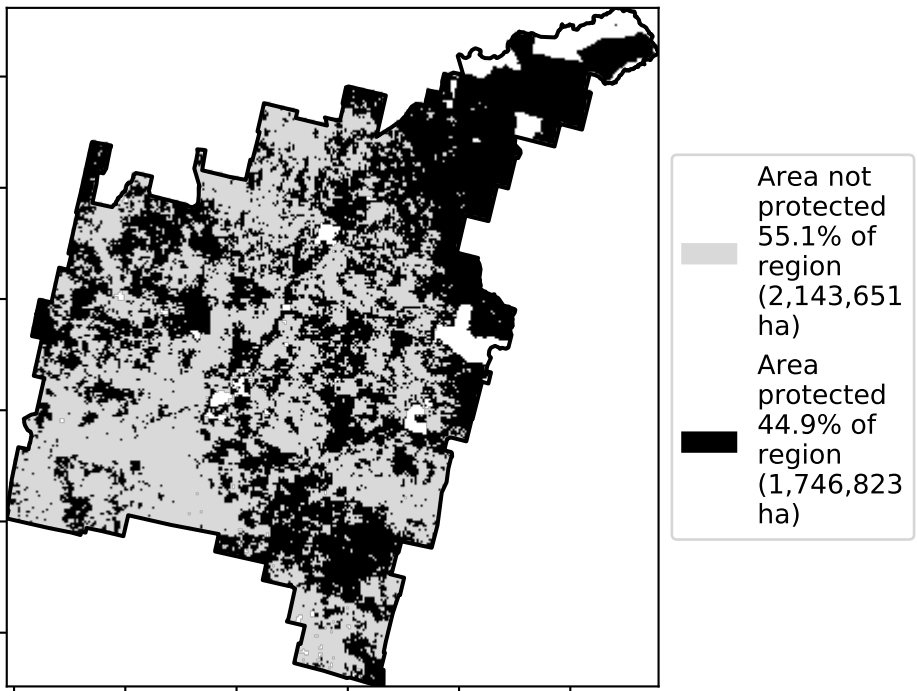 Area not
protected
55.1% of
region
(2,143,651
ha)
Area
protected
44.9% of
region
(1,746,823
ha)